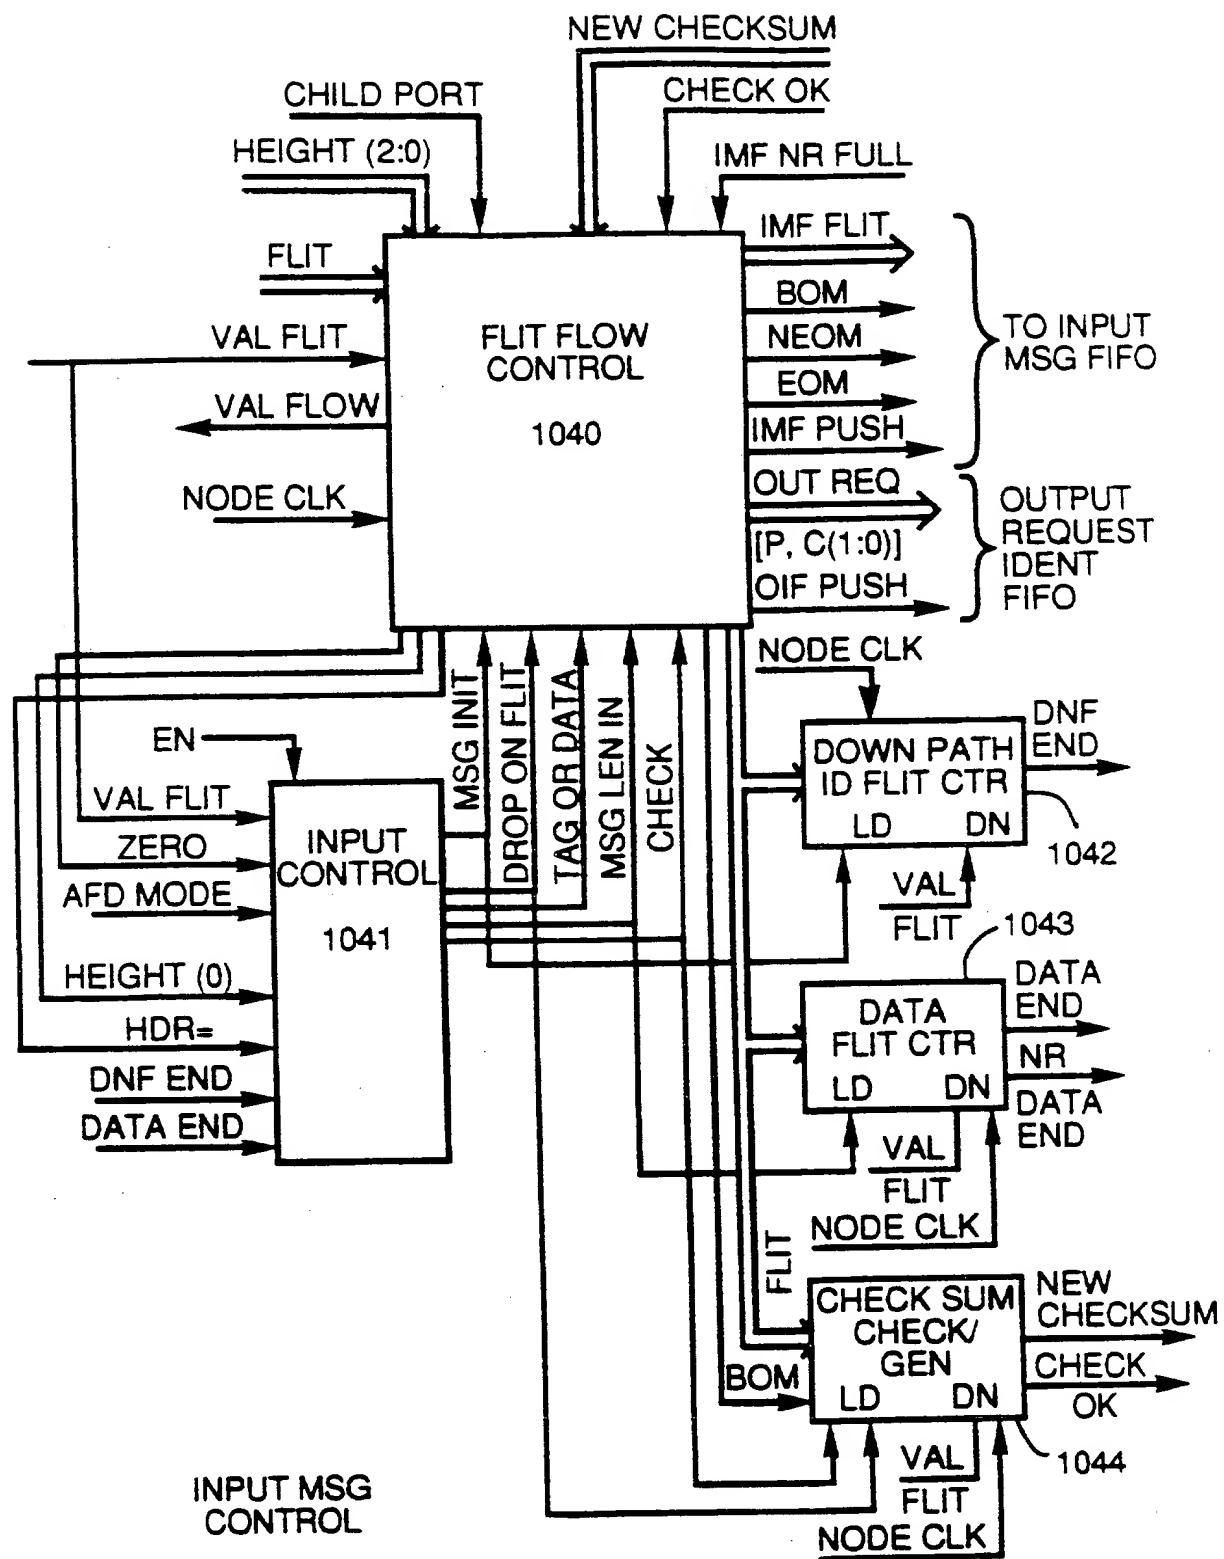 NEW CHECKSUM
CHILD PORT
CHECK OK
HEIGHT (2:0)
IMF NR FULL
FLIT
VAL FLIT
VAL FLOW
NODE CLK
FLIT FLOW
CONTROL
1040
IMF FLIT
BOM
NEOM
EOM
IMF PUSH
TO INPUT
MSG FIFO
OUT REQ
[P, C(1:0)]
OIF PUSH
OUTPUT
REQUEST
IDENT
FIFO
EN
VAL FLIT
ZERO
AFD MODE
HEIGHT (0)
HDR=
DNF END
DATA END
INPUT
CONTROL
1041
MSG INIT
DROP ON FLIT
TAG OR DATA
MSG LEN IN
CHECK
NODE CLK
DOWN PATH
ID FLIT CTR
LD DN
DNF
END
1042
VAL
FLIT
1043
DATA
FLIT CTR
LD DN
DATA
END
NR
DATA
END
VAL
FLIT
NODE CLK
FLIT
CHECK SUM
CHECK/
GEN
LD DN
BOM
NEW
CHECKSUM
CHECK
OK
1044
VAL
FLIT
NODE CLK
INPUT MSG
CONTROL